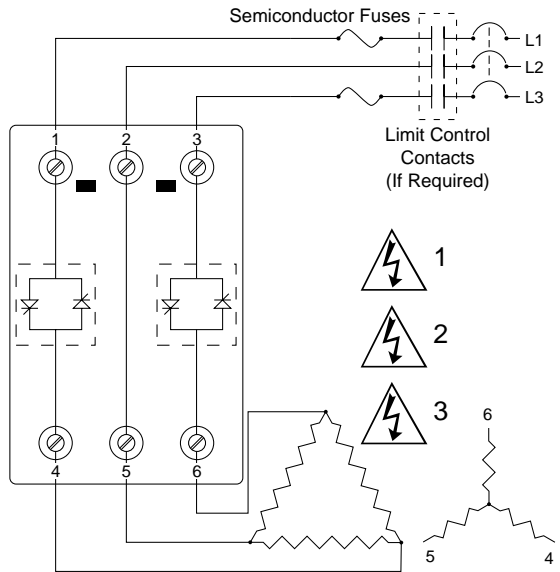 Semiconductor Fuses
L1
L2
L3
Limit Control
Contacts
(If Required)
1 2 3
1
2
3
4 5 6
6
5
4